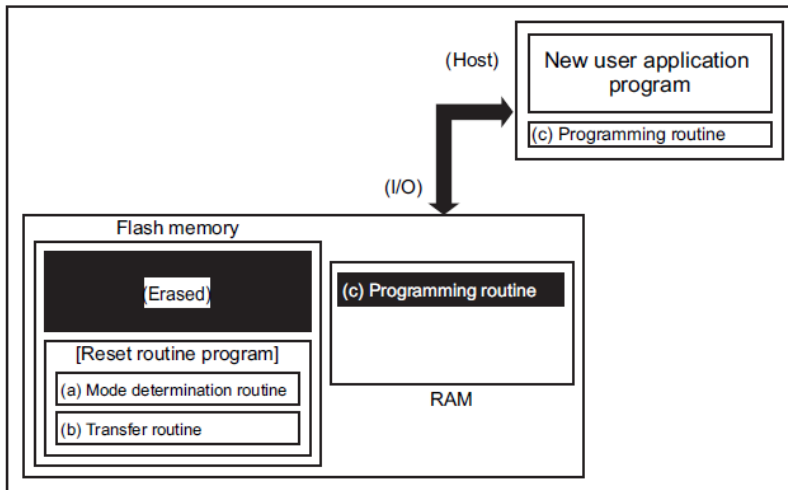 (Host)
New user application
program
(c) Programming routine
(I/O)
Flash memory
(Erased)
(c) Programming routine
[Reset routine program]
(a) Mode determination routine
(b) Transfer routine
RAM